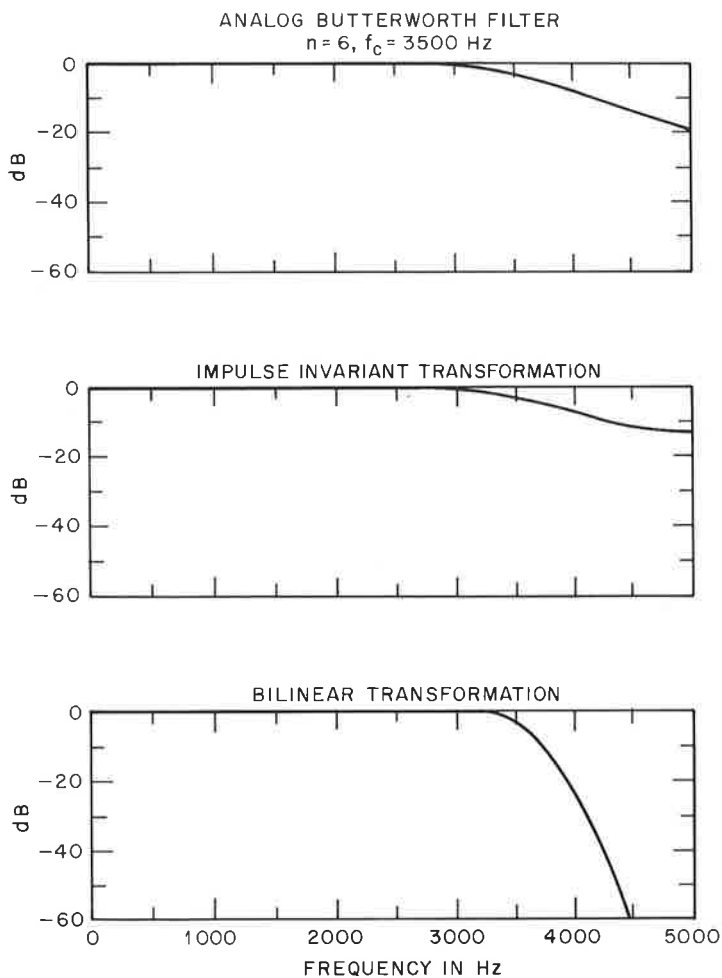 ANALOG BUTTERWORTH FILTER
n = 6, f_c = 3500 Hz
0
−20
−40
−60
dB
IMPULSE INVARIANT TRANSFORMATION
0
−20
−40
−60
dB
BILINEAR TRANSFORMATION
0
−20
−40
−60
dB
0 1000 2000 3000 4000 5000
FREQUENCY IN Hz